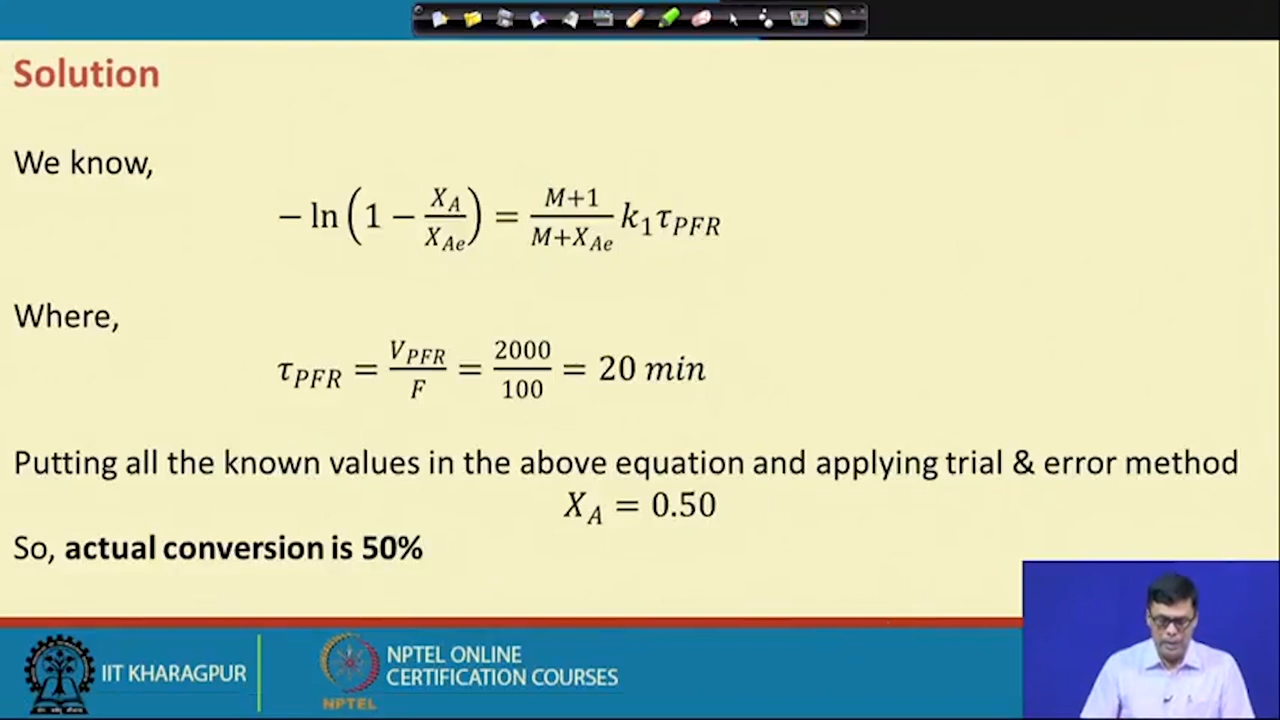 Solution
We know,
− ln (1 − X_A/X_Ae) = (M+1)/(M+X_Ae) k_1 τ_PFR
Where,
τ_PFR = V_PFR/F = 2000/100 = 20 min
Putting all the known values in the above equation and applying trial & error method
X_A = 0.50
So, actual conversion is 50%
IIT KHARAGPUR
NPTEL
NPTEL ONLINE
CERTIFICATION COURSES